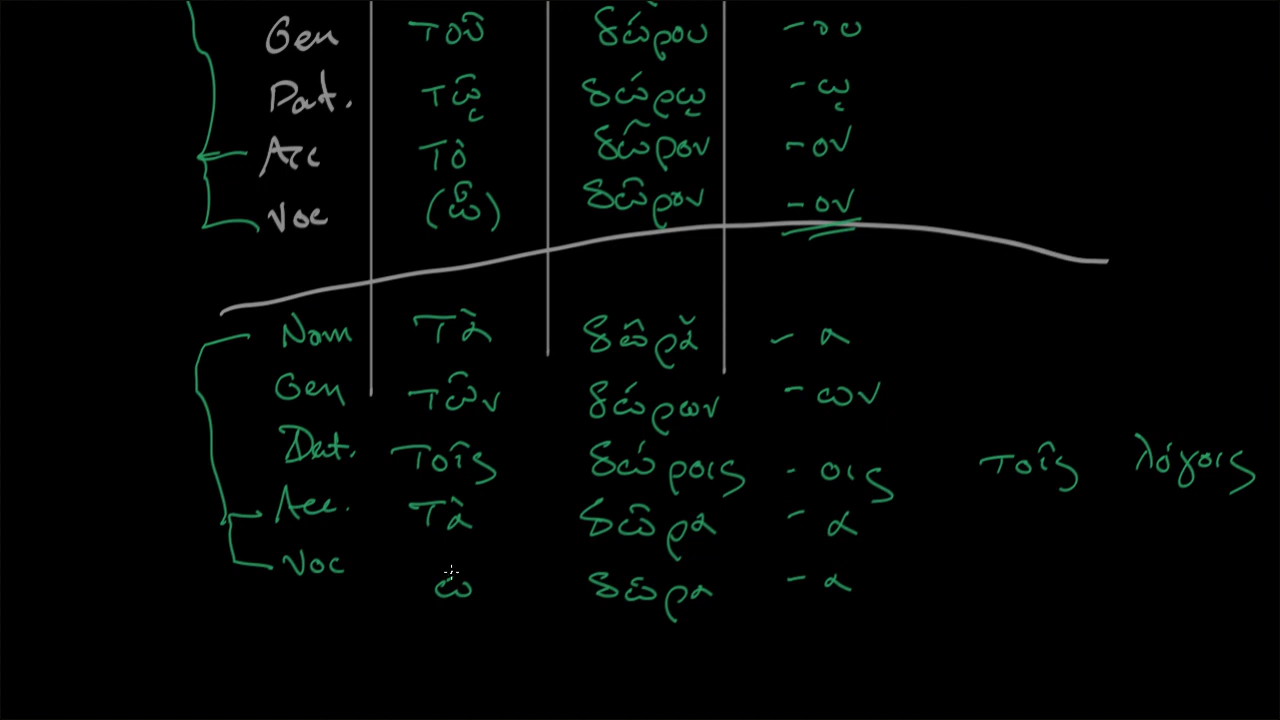 Gen τοῦ δώρου -ου
Dat. τῷ δώρῳ -ῳ
Acc τὸ δῶρον -ον
Voc (ὦ) δῶρον -ον
Nom τὰ δῶρᾰ - α
Gen τῶν δώρων -ων
Dat. τοῖς δώροις - οις τοῖς λόγοις
Acc. τὰ δῶρα - α
Voc ω δῶρα - α